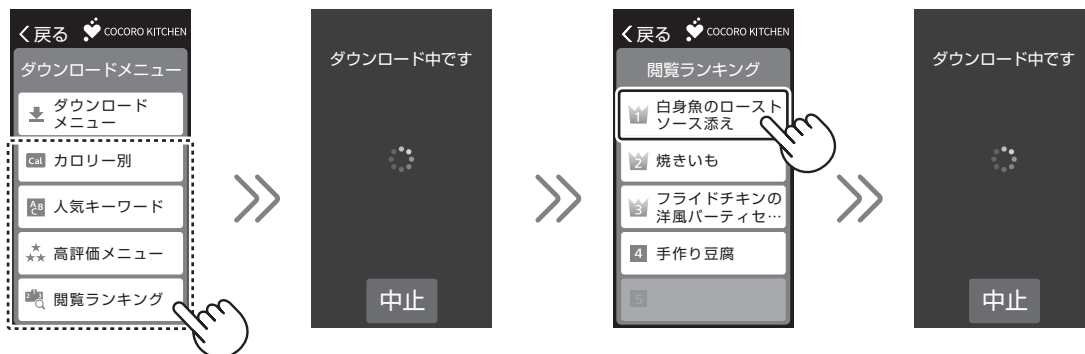 戻る COCORO KITCHEN
ダウンロードメニュー
ダウンロード
メニュー
Cal カロリー別
ABC 人気キーワード
高評価メニュー
閲覧ランキング
ダウンロード中です
中止
戻る COCORO KITCHEN
閲覧ランキング
1 白身魚のロースト
ソース添え
2 焼きいも
3 フライドチキンの
洋風パーティセ…
4 手作り豆腐
5
ダウンロード中です
中止